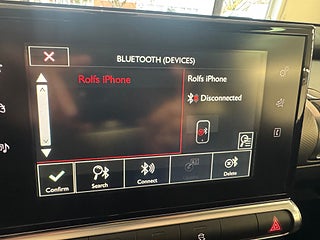 BLUETOOTH (DEVICES)
Rolfs iPhone
Rolfs iPhone
Disconnected
Confirm
Search
Connect
Delete